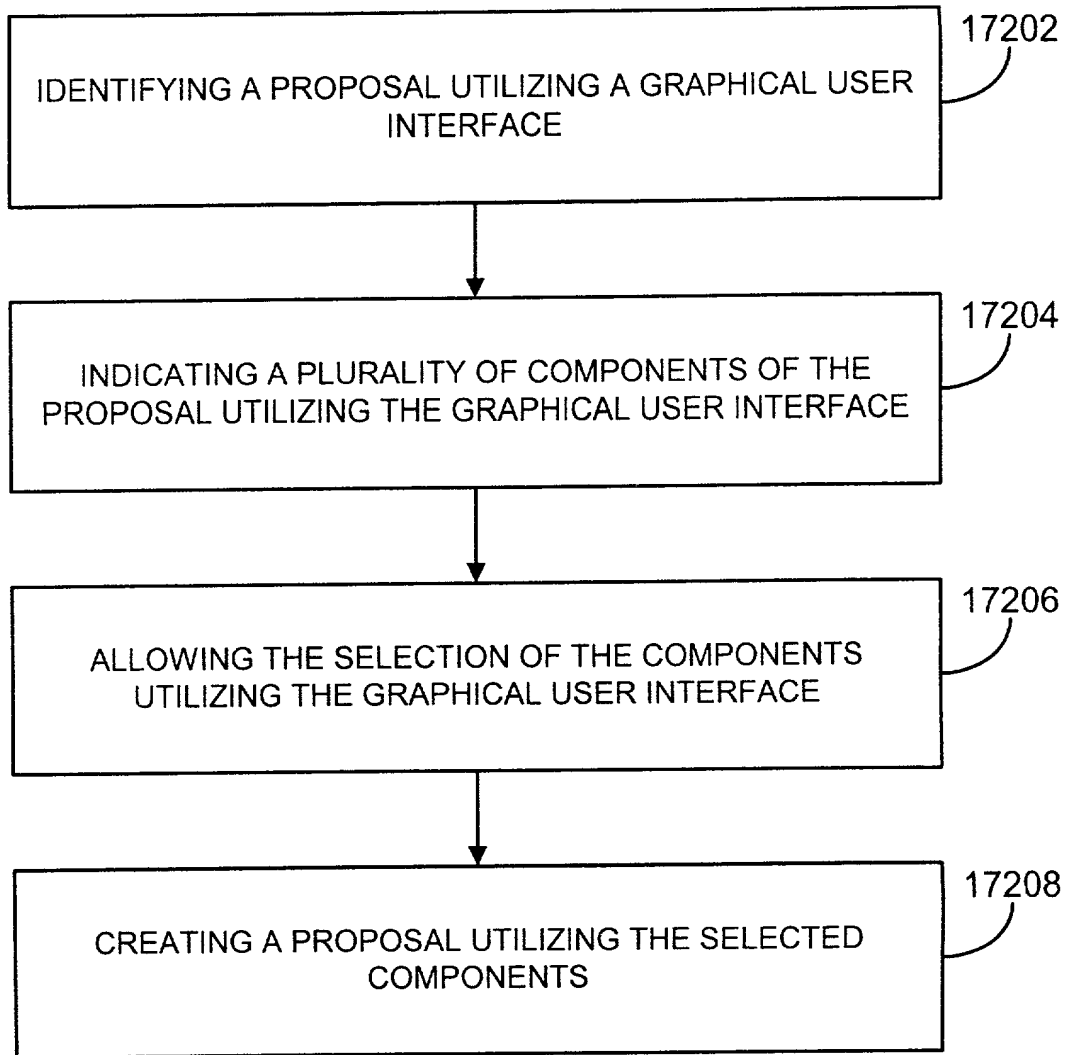 17202
IDENTIFYING A PROPOSAL UTILIZING A GRAPHICAL USER
INTERFACE
17204
INDICATING A PLURALITY OF COMPONENTS OF THE
PROPOSAL UTILIZING THE GRAPHICAL USER INTERFACE
17206
ALLOWING THE SELECTION OF THE COMPONENTS
UTILIZING THE GRAPHICAL USER INTERFACE
17208
CREATING A PROPOSAL UTILIZING THE SELECTED
COMPONENTS